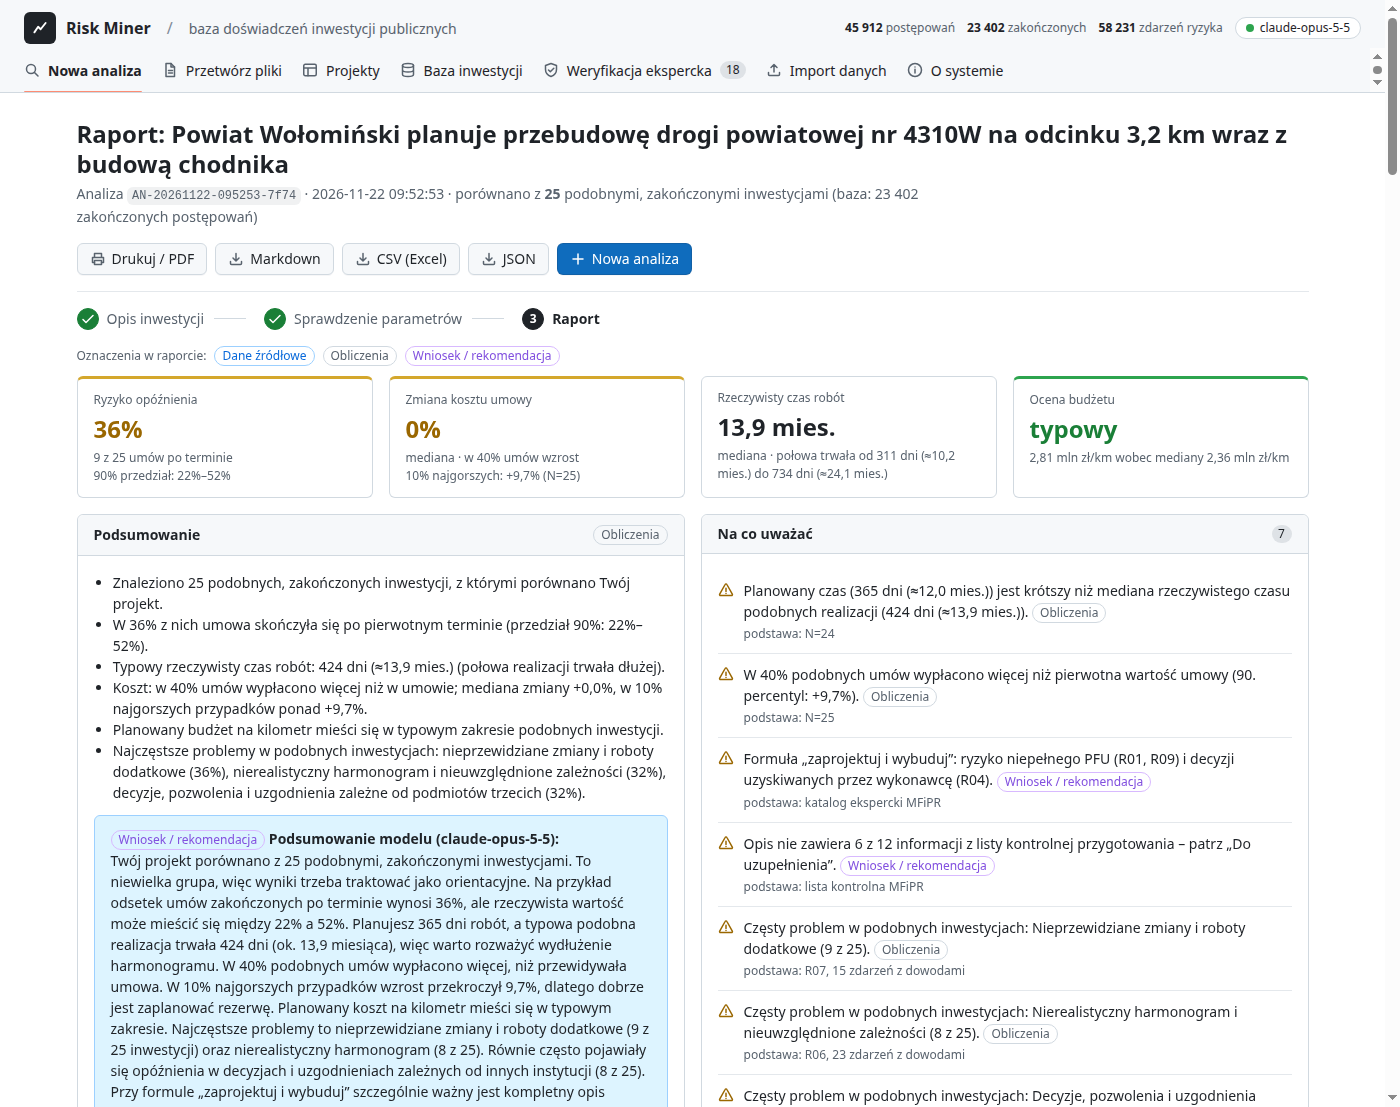 Risk Miner / baza doświadczeń inwestycji publicznych
45 912 postępowań 23 402 zakończonych 58 231 zdarzeń ryzyka claude-opus-5-5
Nowa analiza Przetwórz pliki Projekty Baza inwestycji Weryfikacja ekspercka 18 Import danych O systemie
Raport: Powiat Wołomiński planuje przebudowę drogi powiatowej nr 4310W na odcinku 3,2 km wraz z
budową chodnika
Analiza AN-20261122-095253-7f74 · 2026-11-22 09:52:53 · porównano z 25 podobnymi, zakończonymi inwestycjami (baza: 23 402
zakończonych postępowań)
Drukuj / PDF Markdown CSV (Excel) JSON Nowa analiza
Opis inwestycji Sprawdzenie parametrów 3 Raport
Oznaczenia w raporcie: Dane źródłowe Obliczenia Wniosek / rekomendacja
Ryzyko opóźnienia
36%
9 z 25 umów po terminie
90% przedział: 22%–52%
Zmiana kosztu umowy
0%
mediana · w 40% umów wzrost
10% najgorszych: +9,7% (N=25)
Rzeczywisty czas robót
13,9 mies.
mediana · połowa trwała od 311 dni (≈10,2
mies.) do 734 dni (≈24,1 mies.)
Ocena budżetu
typowy
2,81 mln zł/km wobec mediany 2,36 mln zł/km
Podsumowanie Obliczenia
Znaleziono 25 podobnych, zakończonych inwestycji, z którymi porównano Twój
projekt.
W 36% z nich umowa skończyła się po pierwotnym terminie (przedział 90%: 22%–
52%).
Typowy rzeczywisty czas robót: 424 dni (≈13,9 mies.) (połowa realizacji trwała dłużej).
Koszt: w 40% umów wypłacono więcej niż w umowie; mediana zmiany +0,0%, w 10%
najgorszych przypadków ponad +9,7%.
Planowany budżet na kilometr mieści się w typowym zakresie podobnych inwestycji.
Najczęstsze problemy w podobnych inwestycjach: nieprzewidziane zmiany i roboty
dodatkowe (36%), nierealistyczny harmonogram i nieuwzględnione zależności (32%),
decyzje, pozwolenia i uzgodnienia zależne od podmiotów trzecich (32%).
Wniosek / rekomendacja Podsumowanie modelu (claude-opus-5-5):
Twój projekt porównano z 25 podobnymi, zakończonymi inwestycjami. To
niewielka grupa, więc wyniki trzeba traktować jako orientacyjne. Na przykład
odsetek umów zakończonych po terminie wynosi 36%, ale rzeczywista wartość
może mieścić się między 22% a 52%. Planujesz 365 dni robót, a typowa podobna
realizacja trwała 424 dni (ok. 13,9 miesiąca), więc warto rozważyć wydłużenie
harmonogramu. W 40% podobnych umów wypłacono więcej, niż przewidywała
umowa. W 10% najgorszych przypadków wzrost przekroczył 9,7%, dlatego dobrze
jest zaplanować rezerwę. Planowany koszt na kilometr mieści się w typowym
zakresie. Najczęstsze problemy to nieprzewidziane zmiany i roboty dodatkowe (9 z
25 inwestycji) oraz nierealistyczny harmonogram (8 z 25). Równie często pojawiały
się opóźnienia w decyzjach i uzgodnieniach zależnych od innych instytucji (8 z 25).
Przy formule „zaprojektuj i wybuduj” szczególnie ważny jest kompletny opis
Na co uważać 7
Planowany czas (365 dni (≈12,0 mies.)) jest krótszy niż mediana rzeczywistego czasu
podobnych realizacji (424 dni (≈13,9 mies.)). Obliczenia
podstawa: N=24
W 40% podobnych umów wypłacono więcej niż pierwotna wartość umowy (90.
percentyl: +9,7%). Obliczenia
podstawa: N=25
Formuła „zaprojektuj i wybuduj”: ryzyko niepełnego PFU (R01, R09) i decyzji
uzyskiwanych przez wykonawcę (R04). Wniosek / rekomendacja
podstawa: katalog ekspercki MFiPR
Opis nie zawiera 6 z 12 informacji z listy kontrolnej przygotowania – patrz „Do
uzupełnienia”. Wniosek / rekomendacja
podstawa: lista kontrolna MFiPR
Częsty problem w podobnych inwestycjach: Nieprzewidziane zmiany i roboty
dodatkowe (9 z 25). Obliczenia
podstawa: R07, 15 zdarzeń z dowodami
Częsty problem w podobnych inwestycjach: Nierealistyczny harmonogram i
nieuwzględnione zależności (8 z 25). Obliczenia
podstawa: R06, 23 zdarzeń z dowodami
Częsty problem w podobnych inwestycjach: Decyzje, pozwolenia i uzgodnienia